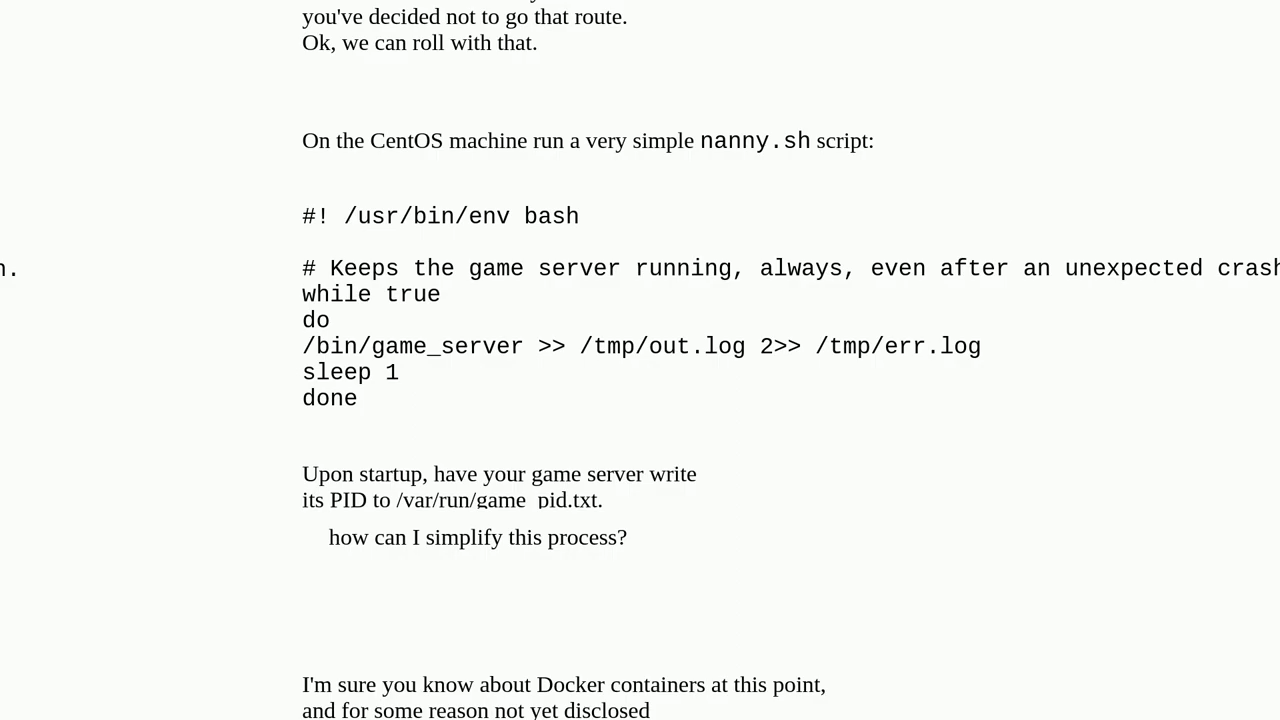 you've decided not to go that route.
Ok, we can roll with that.
On the CentOS machine run a very simple nanny.sh script:
#! /usr/bin/env bash
n.
# Keeps the game server running, always, even after an unexpected crash
while true
do
/bin/game_server >> /tmp/out.log 2>> /tmp/err.log
sleep 1
done
Upon startup, have your game server write
its PID to /var/run/game_pid.txt.
how can I simplify this process?
I'm sure you know about Docker containers at this point,
and for some reason not yet disclosed